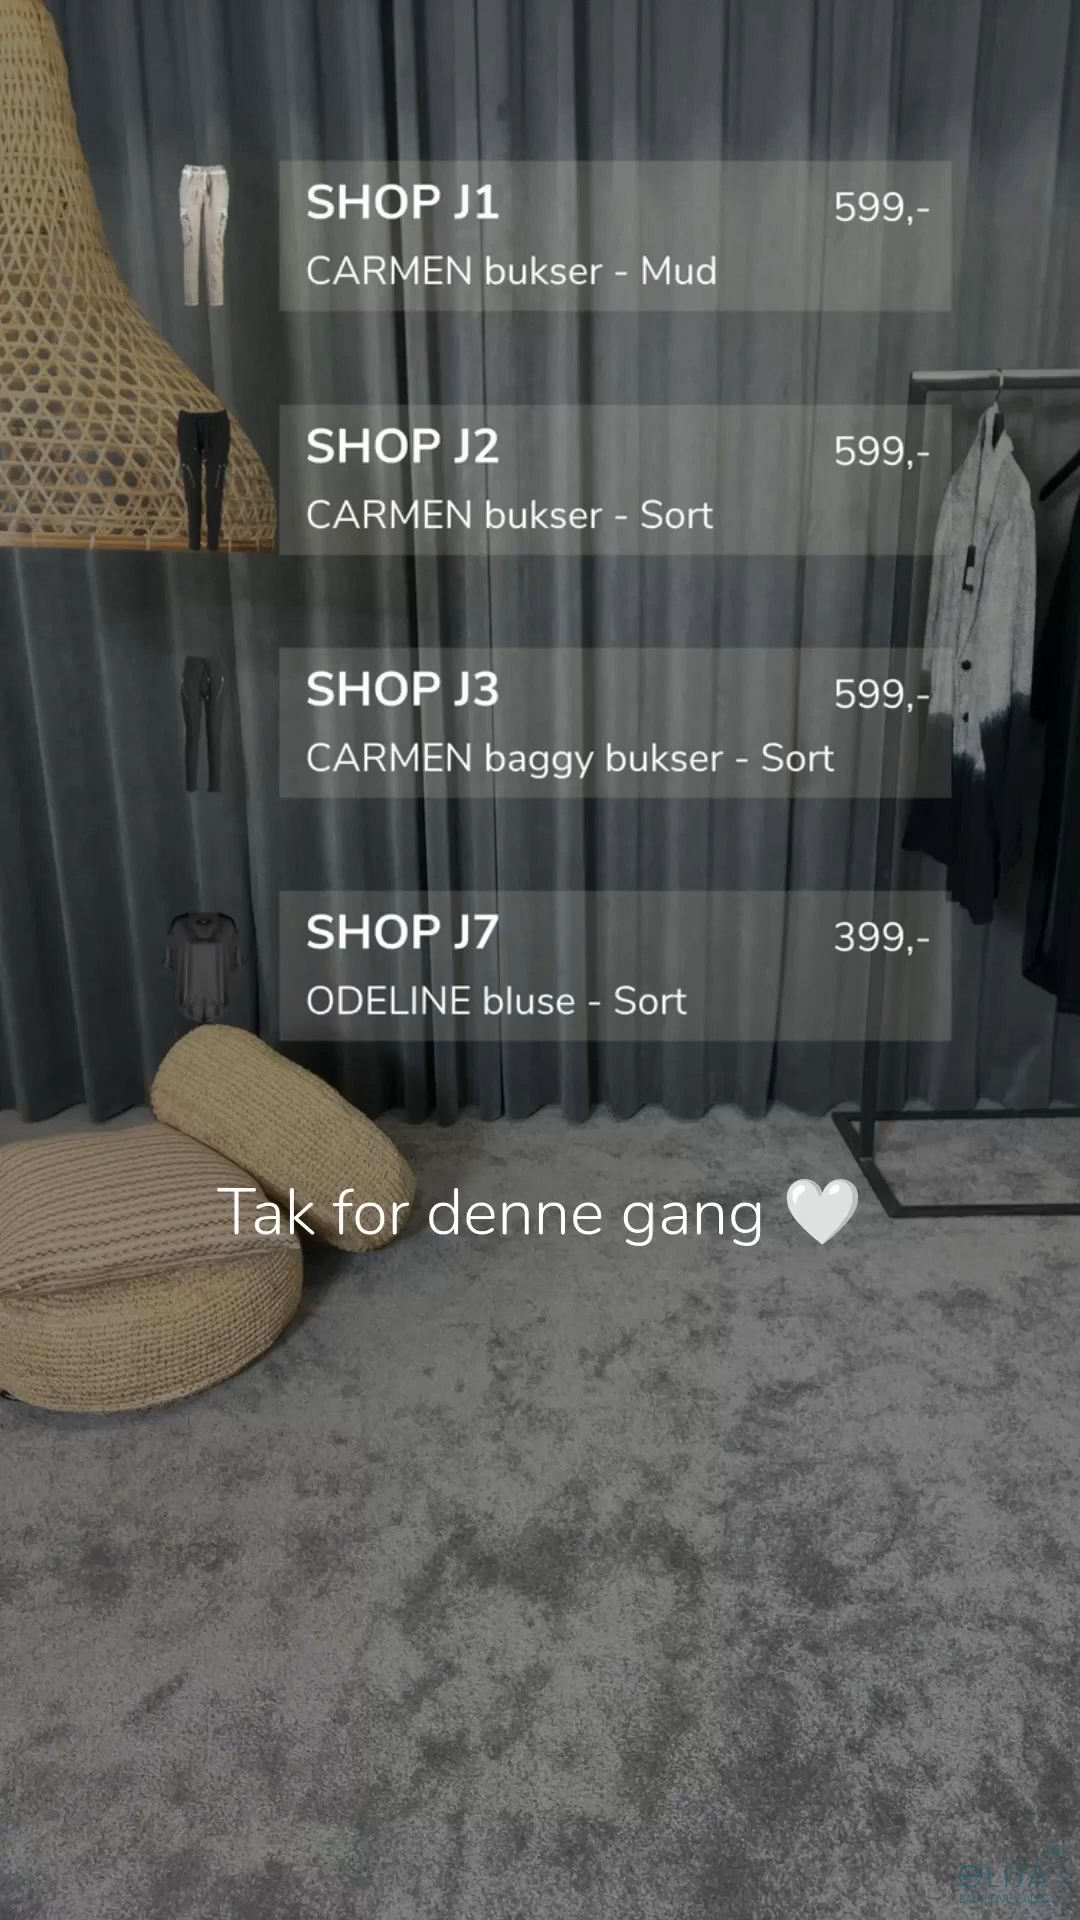 SHOP J1
599,-
CARMEN bukser - Mud
SHOP J2
599,-
CARMEN bukser - Sort
SHOP J3
599,-
CARMEN baggy bukser - Sort
SHOP J7
399,-
ODELINE bluse - Sort
Tak for denne gang 🤍